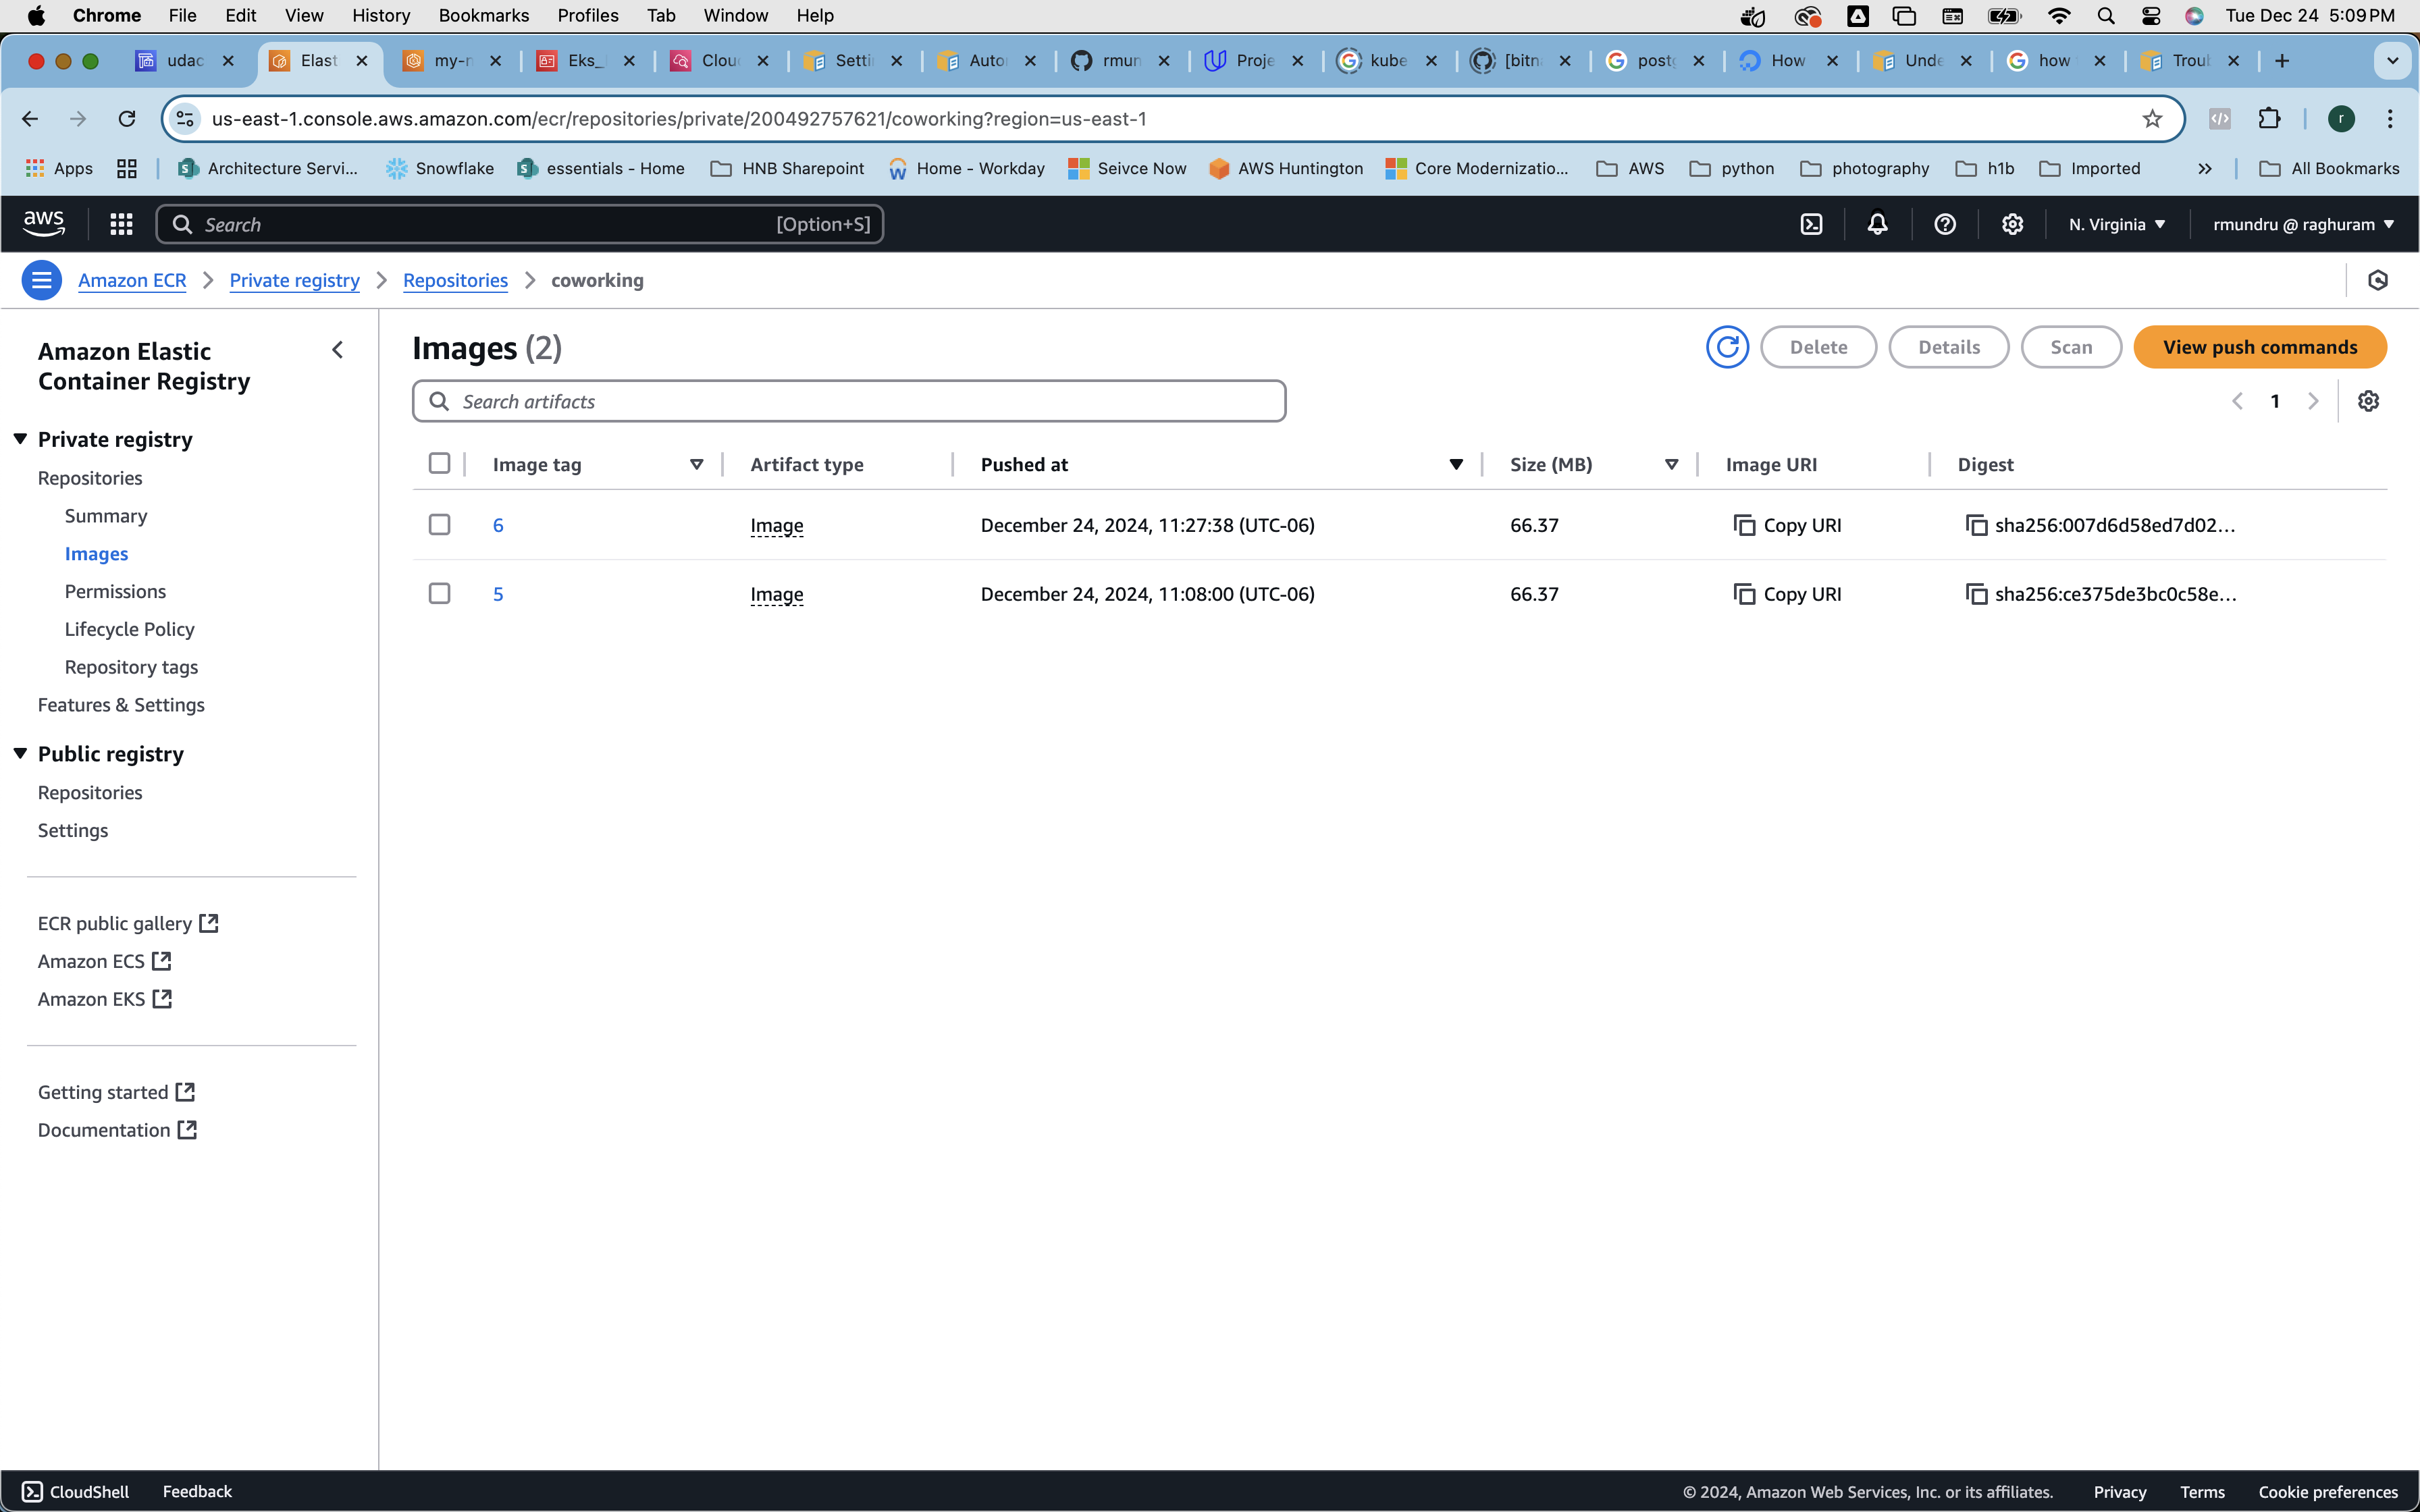 Chrome File Edit View History Bookmarks Profiles Tab Window Help Tue Dec 24 5:09 PM
udac Elast my-r Eks_ Clou Setti Auto rmun Proje kube [bitna postg How Unde how Troub
us-east-1.console.aws.amazon.com/ecr/repositories/private/200492757621/coworking?region=us-east-1 r
Apps Architecture Servi... Snowflake essentials - Home HNB Sharepoint Home - Workday Seivce Now AWS Huntington Core Modernizatio... AWS python photography h1b Imported All Bookmarks
aws Search [Option+S] N. Virginia rmundru @ raghuram
Amazon ECR Private registry Repositories coworking
Amazon Elastic
Container Registry
Private registry
Repositories
Summary
Images
Permissions
Lifecycle Policy
Repository tags
Features & Settings
Public registry
Repositories
Settings
ECR public gallery
Amazon ECS
Amazon EKS
Getting started
Documentation
Images (2) Delete Details Scan View push commands
Search artifacts 1
Image tag Artifact type Pushed at Size (MB) Image URI Digest
6 Image December 24, 2024, 11:27:38 (UTC-06) 66.37 Copy URI sha256:007d6d58ed7d02...
5 Image December 24, 2024, 11:08:00 (UTC-06) 66.37 Copy URI sha256:ce375de3bc0c58e...
CloudShell Feedback © 2024, Amazon Web Services, Inc. or its affiliates. Privacy Terms Cookie preferences